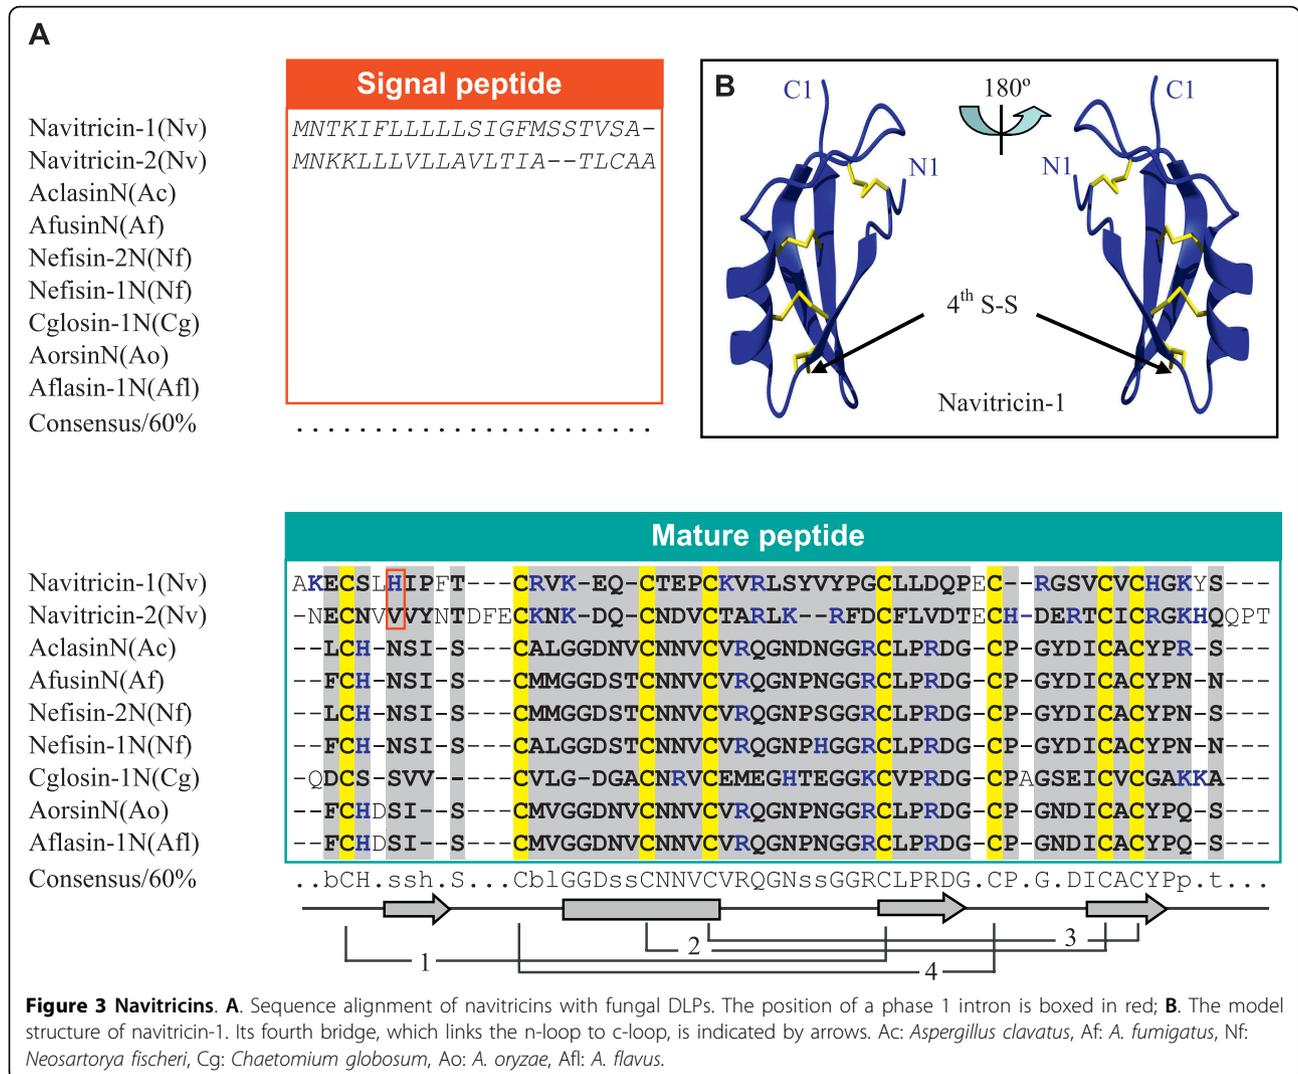 A
Signal peptide
Navitricin-1(Nv) MNTKIFLLLLLSIGFMSSTVSA-
Navitricin-2(Nv) MNKKLLLVLLAVLTIA--TLCAA
AclasinN(Ac)
AfusinN(Af)
Nefisin-2N(Nf)
Nefisin-1N(Nf)
Cglosin-1N(Cg)
AorsinN(Ao)
Aflasin-1N(Afl)
Consensus/60% .......................
B
C1
180º
C1
N1
N1
4th S-S
Navitricin-1
Mature peptide
Navitricin-1(Nv) AKECSLHIPFT---CRVK-EQ-CTEPCKVRLSYVYPGCLLDQPEC--RGSVCVCHGKYS---
Navitricin-2(Nv) -NECNVVVYNTDFECKNK-DQ-CNDVCTARLK--RFDCFLVDTECH-DERTCICRGKHQQPT
AclasinN(Ac) --LCH-NSI-S---CALGGDNVCNNVCVRQGNDNGGRCLPRDG-CP-GYDICACYPR-S---
AfusinN(Af) --FCH-NSI-S---CMMGGDSTCNNVCVRQGNPNGGRCLPRDG-CP-GYDICACYPN-N---
Nefisin-2N(Nf) --LCH-NSI-S---CMMGGDSTCNNVCVRQGNPSGGRCLPRDG-CP-GYDICACYPN-S---
Nefisin-1N(Nf) --FCH-NSI-S---CALGGDSTCNNVCVRQGNPHGGRCLPRDG-CP-GYDICACYPN-N---
Cglosin-1N(Cg) -QDCS-SVV-----CVLG-DGACNRVCEMEGHTEGGKCVPRDG-CPAGSEICVCGAKKA---
AorsinN(Ao) --FCHDSI--S---CMVGGDNVCNNVCVRQGNPNGGRCLPRDG-CP-GNDICACYPQ-S---
Aflasin-1N(Afl) --FCHDSI--S---CMVGGDNVCNNVCVRQGNPNGGRCLPRDG-CP-GNDICACYPQ-S---
Consensus/60% ..bCH.ssh.S...CblGGDssCNNVCVRQGNssGGRCLPRDG.CP.G.DICACYPp.t...
2
3
1
4
Figure 3 Navitricins. A. Sequence alignment of navitricins with fungal DLPs. The position of a phase 1 intron is boxed in red; B. The model
structure of navitricin-1. Its fourth bridge, which links the n-loop to c-loop, is indicated by arrows. Ac: Aspergillus clavatus, Af: A. fumigatus, Nf:
Neosartorya fischeri, Cg: Chaetomium globosum, Ao: A. oryzae, Afl: A. flavus.